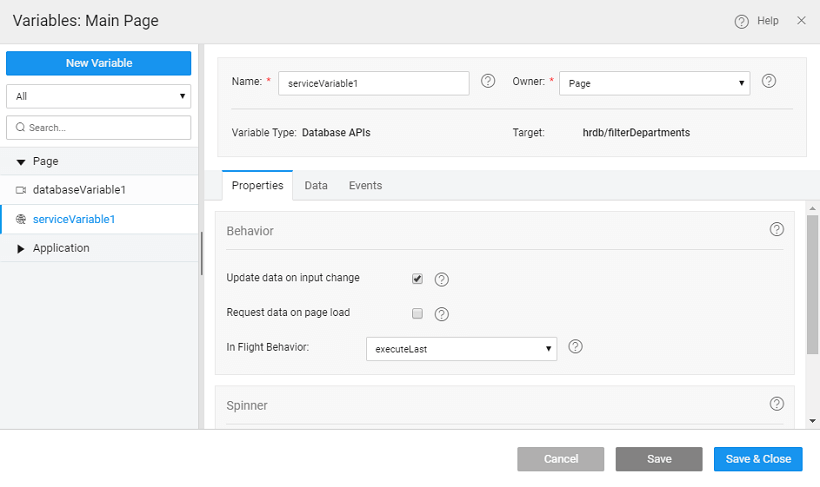 Variables: Main Page
Help
New Variable
All
Search...
Page
databaseVariable1
serviceVariable1
Application
Name: * serviceVariable1
Owner: * Page
Variable Type: Database APIs
Target: hrdb/filterDepartments
Properties Data Events
Behavior
Update data on input change
Request data on page load
In Flight Behavior: executeLast
Spinner
Cancel Save Save & Close